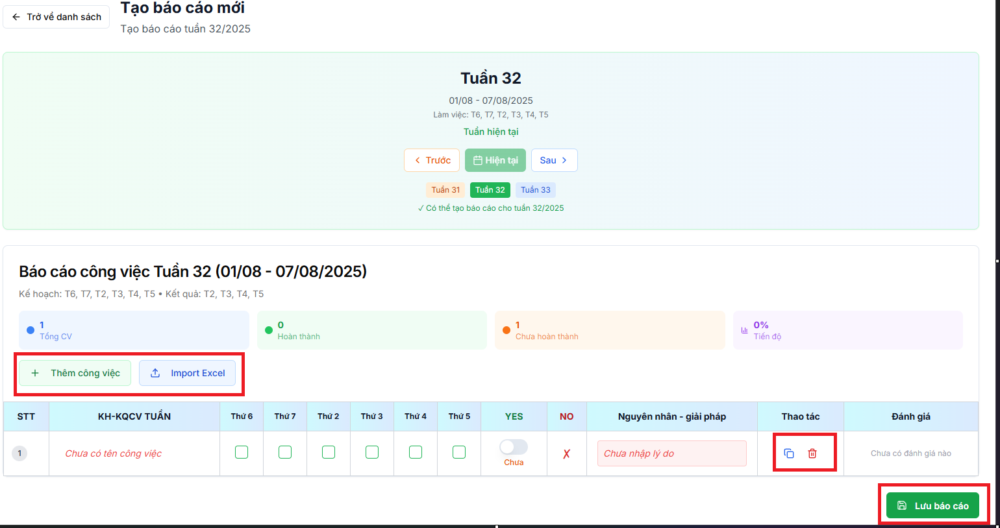 Trở về danh sách
Tạo báo cáo mới
Tạo báo cáo tuần 32/2025
Tuần 32
01/08 - 07/08/2025
Làm việc: T6, T7, T2, T3, T4, T5
Tuần hiện tại
Trước Hiện tại Sau
Tuần 31 Tuần 32 Tuần 33
✓ Có thể tạo báo cáo cho tuần 32/2025
Báo cáo công việc Tuần 32 (01/08 - 07/08/2025)
Kế hoạch: T6, T7, T2, T3, T4, T5 • Kết quả: T2, T3, T4, T5
1
Tổng CV
0
Hoàn thành
1
Chưa hoàn thành
0%
Tiến độ
Thêm công việc Import Excel
STT KH-KQCV TUẦN Thứ 6 Thứ 7 Thứ 2 Thứ 3 Thứ 4 Thứ 5 YES NO Nguyên nhân - giải pháp Thao tác Đánh giá
1 Chưa có tên công việc Chưa ✗ Chưa nhập lý do Chưa có đánh giá nào
Lưu báo cáo